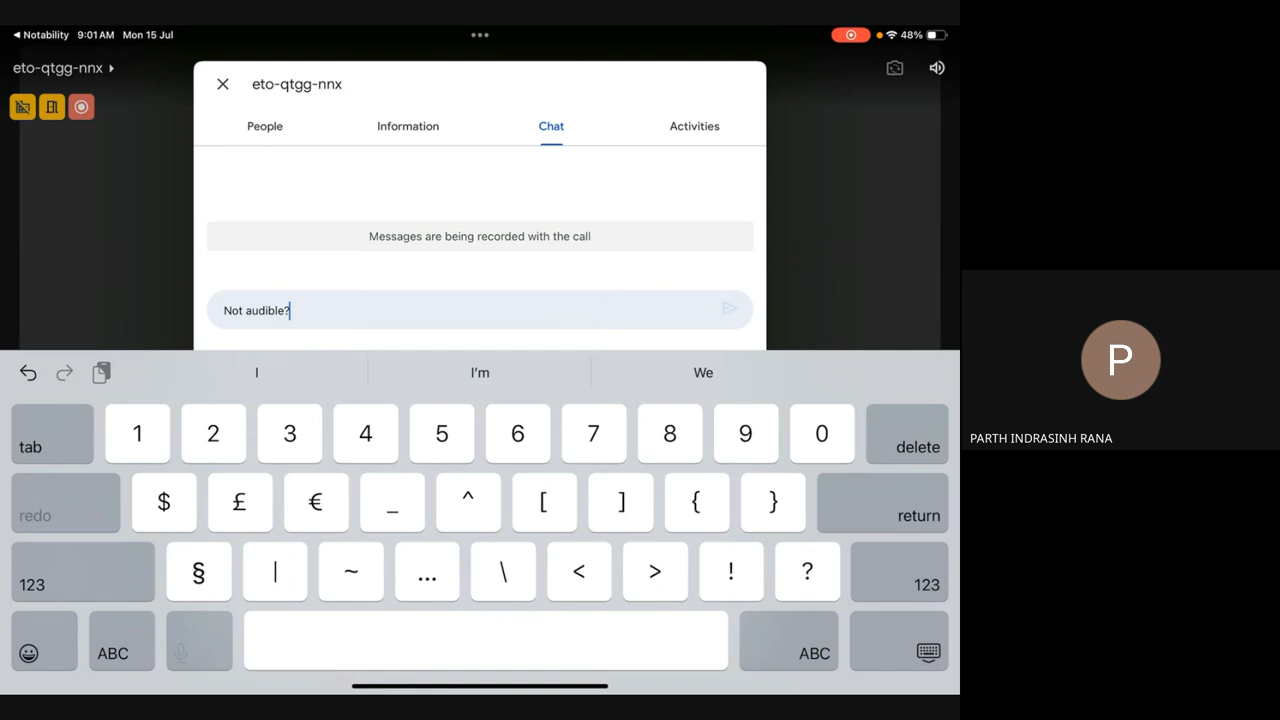 ◀ Notability 9:01 AM Mon 15 Jul
48%
eto-qtgg-nnx
eto-qtgg-nnx
People Information Chat Activities
Messages are being recorded with the call
Not audible?
I I'm We
tab 1 2 3 4 5 6 7 8 9 0 delete
redo $ £ € _ ^ [ ] { } return
123 § | ~ ... \ < > ! ? 123
ABC ABC
P
PARTH INDRASINH RANA